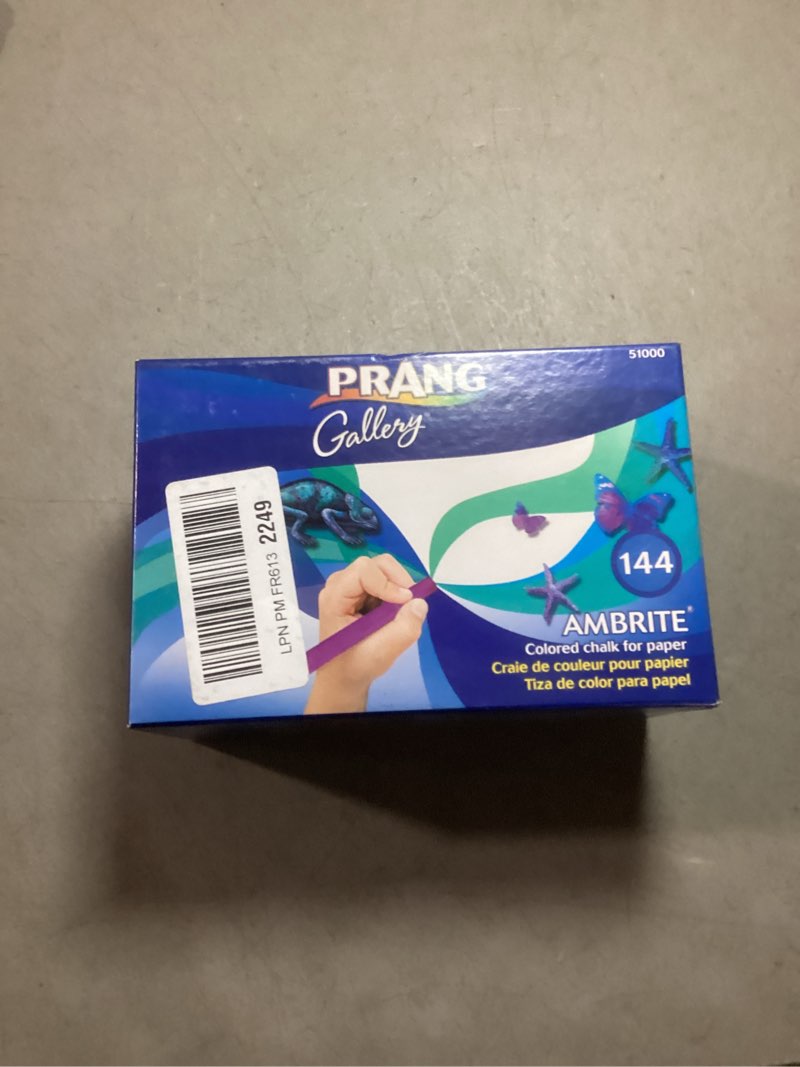 51000
PRANG
Gallery
LPN PM FR613 2249
144
AMBRITE®
Colored chalk for paper
Craie de couleur pour papier
Tiza de color para papel